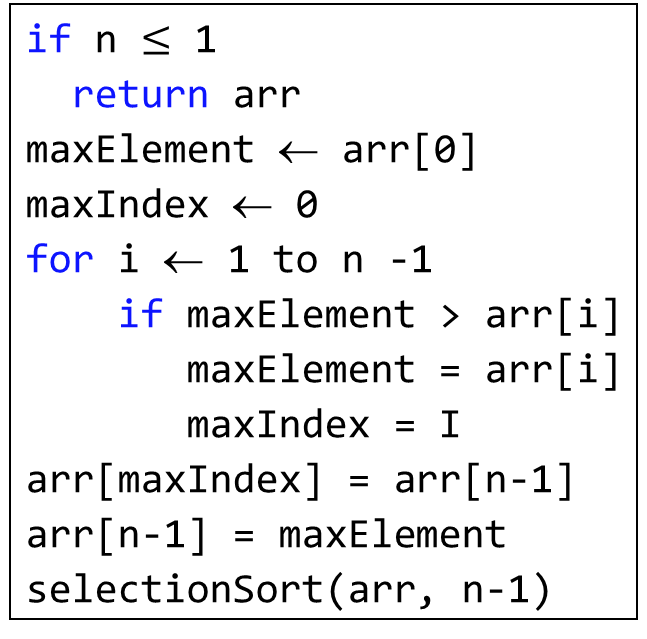 if n ≤ 1
  return arr
maxElement ← arr[0]
maxIndex ← 0
for i ← 1 to n -1
    if maxElement > arr[i]
       maxElement = arr[i]
       maxIndex = I
arr[maxIndex] = arr[n-1]
arr[n-1] = maxElement
selectionSort(arr, n-1)